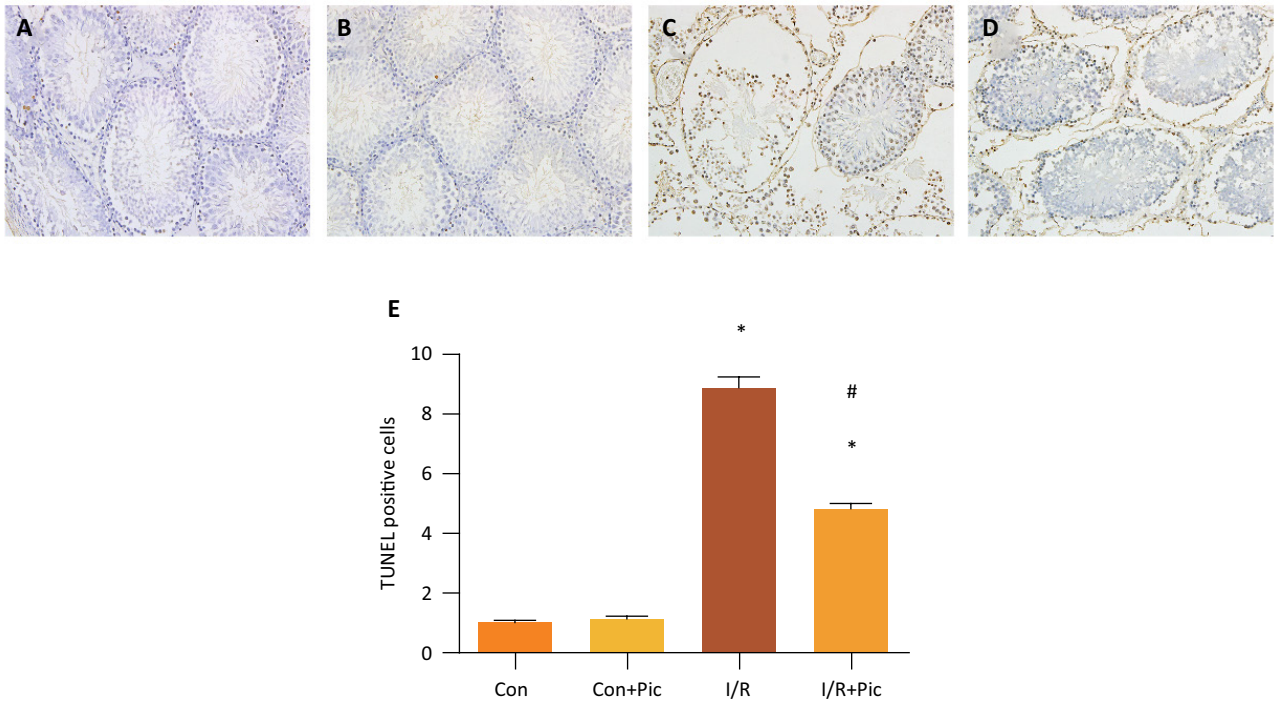 A
B
C
D
E
*
10
#
8
*
6
4
2
0
TUNEL positive cells
Con
Con+Pic
I/R
I/R+Pic